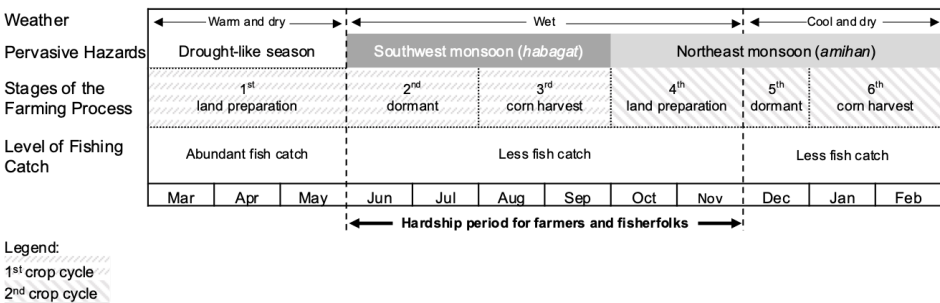 Weather
Warm and dry
Wet
Cool and dry
Pervasive Hazards
Drought-like season
Southwest monsoon (habagat)
Northeast monsoon (amihan)
Stages of the
Farming Process
1st
land preparation
2nd
dormant
3rd
corn harvest
4th
land preparation
5th
dormant
6th
corn harvest
Level of Fishing
Catch
Abundant fish catch
Less fish catch
Less fish catch
Mar Apr May Jun Jul Aug Sep Oct Nov Dec Jan Feb
Hardship period for farmers and fisherfolks
Legend:
1st crop cycle
2nd crop cycle